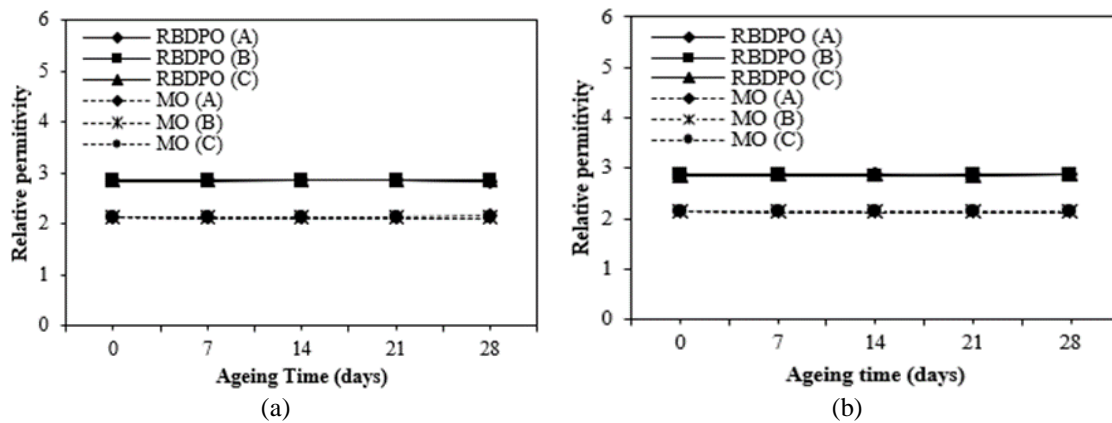 6
5
4
3
2
1
0
Relative permitivity
RBDPO (A)
RBDPO (B)
RBDPO (C)
MO (A)
MO (B)
MO (C)
0 7 14 21 28
Ageing Time (days)
(a)
6
5
4
3
2
1
0
Relative permitivity
RBDPO (A)
RBDPO (B)
RBDPO (C)
MO (A)
MO (B)
MO (C)
0 7 14 21 28
Ageing time (days)
(b)